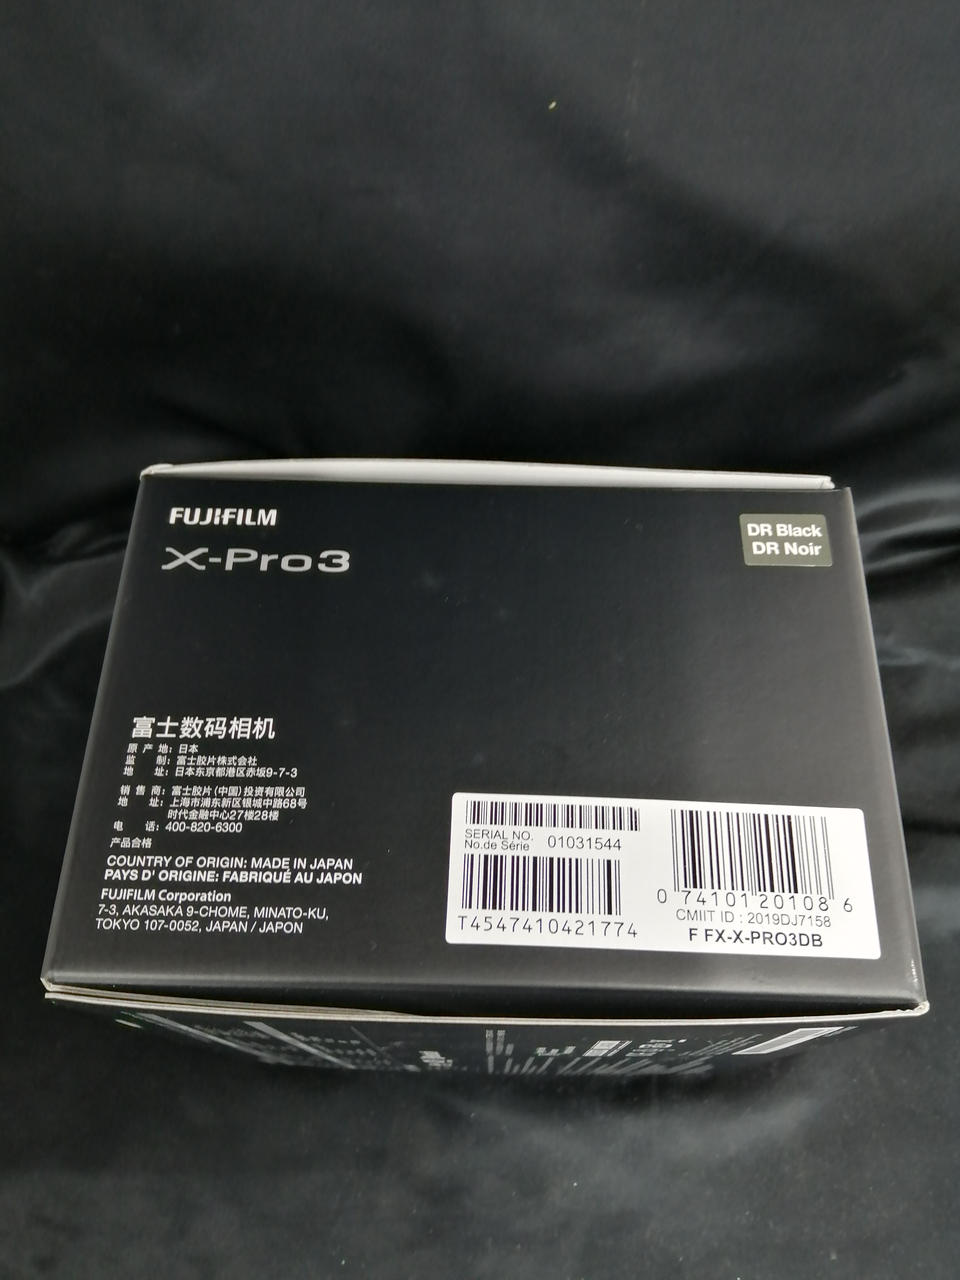 FUJIFILM
X-Pro3
DR Black
DR Noir
富士数码相机
原 产 地: 日本
监 制: 富士胶片株式会社
地 址: 日本东京都港区赤坂9-7-3
销 售 商: 富士胶片(中国)投资有限公司
地 址: 上海市浦东新区银城中路68号
时代金融中心27楼28楼
电 话: 400-820-6300
产品合格
COUNTRY OF ORIGIN: MADE IN JAPAN
PAYS D' ORIGINE: FABRIQUÉ AU JAPON
FUJIFILM Corporation
7-3, AKASAKA 9-CHOME, MINATO-KU,
TOKYO 107-0052, JAPAN / JAPON
SERIAL NO.
No.de Série 01031544
T4547410421774
0 74101 20108 6
CMIIT ID : 2019DJ7158
F FX-X-PRO3DB